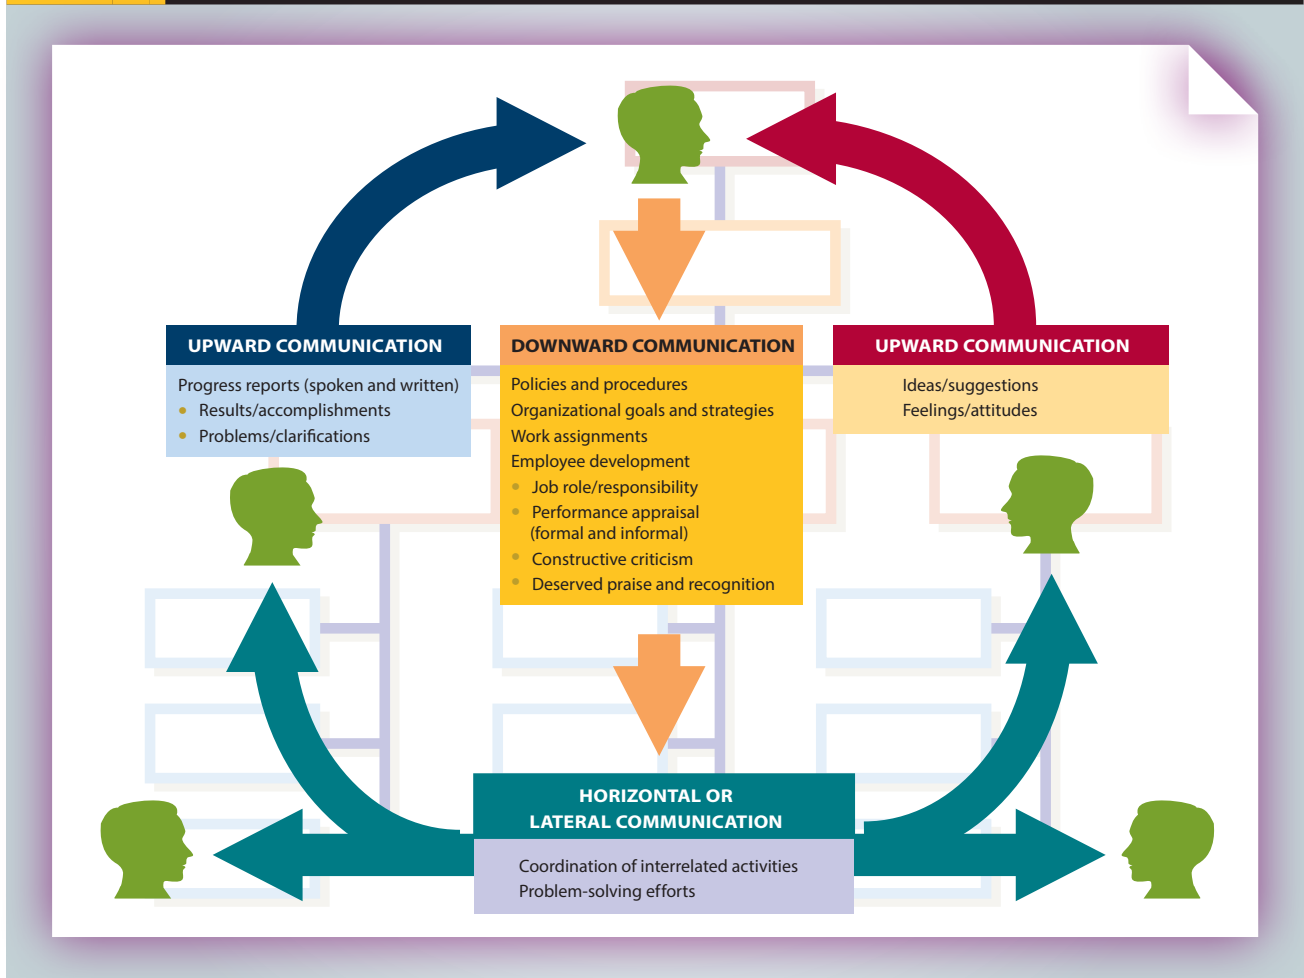 UPWARD COMMUNICATION
Progress reports (spoken and written)
• Results/accomplishments
• Problems/clarifications
DOWNWARD COMMUNICATION
Policies and procedures
Organizational goals and strategies
Work assignments
Employee development
• Job role/responsibility
• Performance appraisal
(formal and informal)
• Constructive criticism
• Deserved praise and recognition
UPWARD COMMUNICATION
Ideas/suggestions
Feelings/attitudes
HORIZONTAL OR
LATERAL COMMUNICATION
Coordination of interrelated activities
Problem-solving efforts